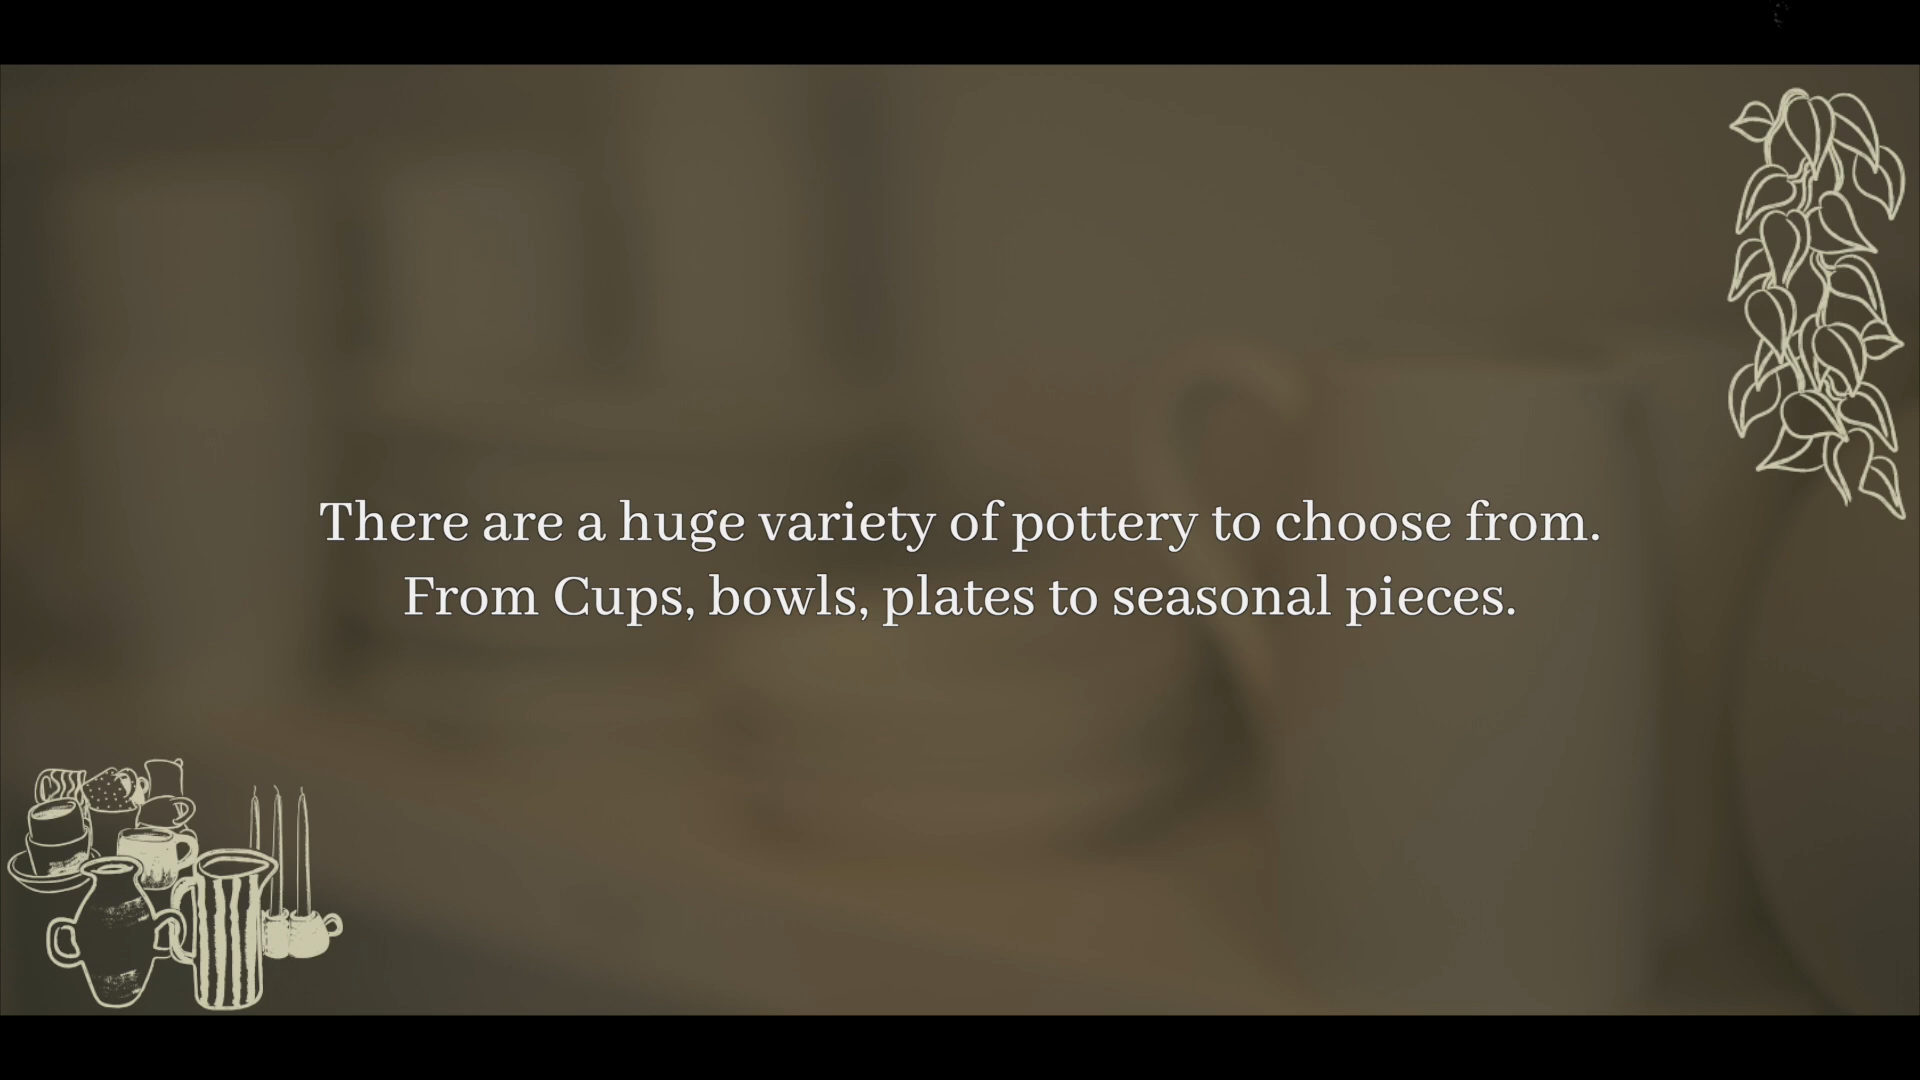 There are a huge variety of pottery to choose from.
From Cups, bowls, plates to seasonal pieces.